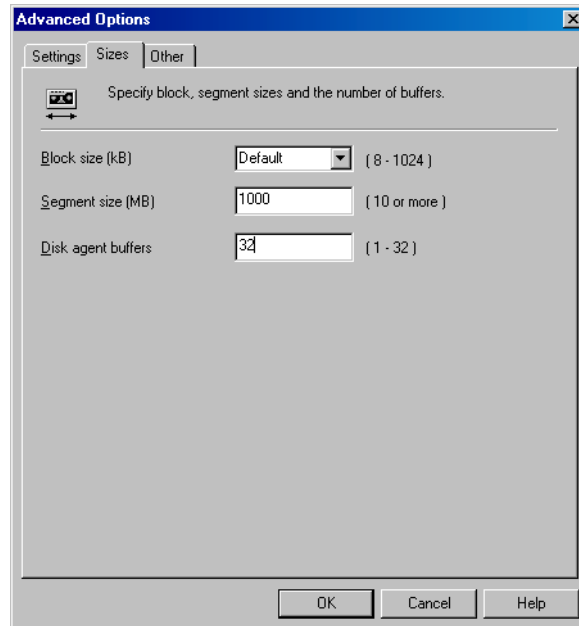 Advanced Options
Settings Sizes Other
Specify block, segment sizes and the number of buffers.
Block size (kB) Default ( 8 - 1024 )
Segment size (MB) 1000 ( 10 or more )
Disk agent buffers 32 ( 1 - 32 )
OK Cancel Help